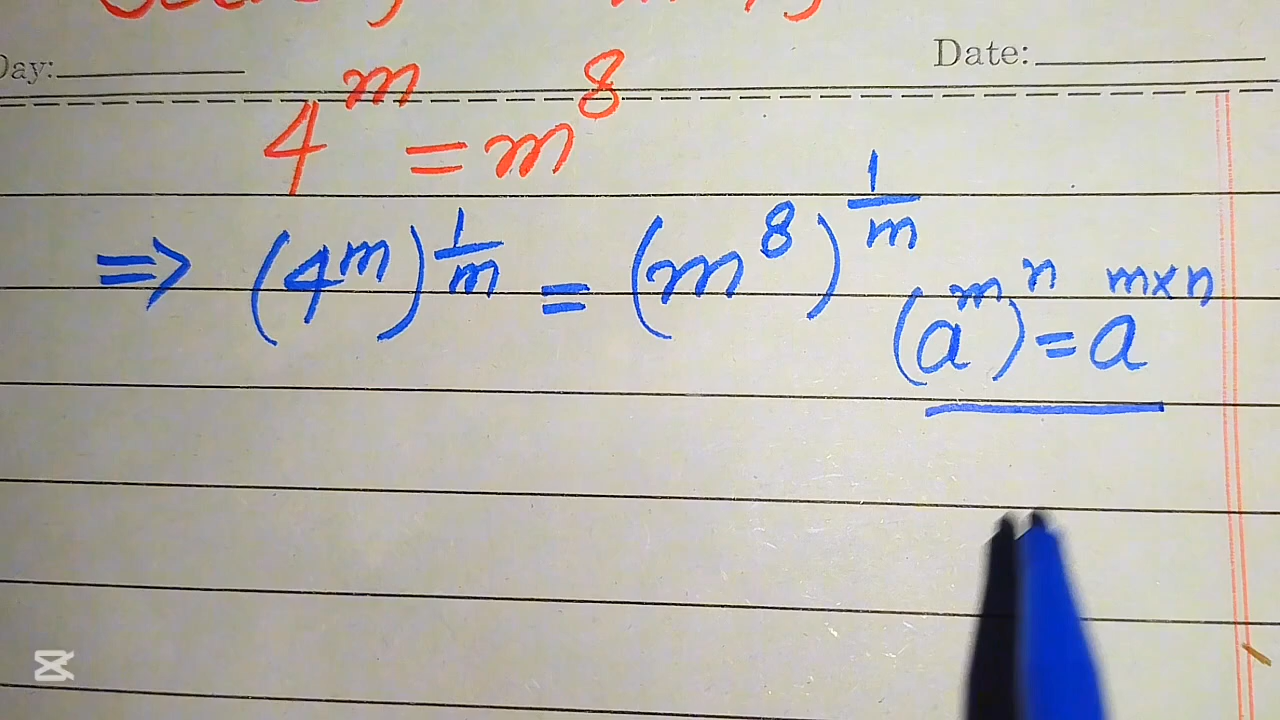 Day: Date:
4^m = m^8
⇒ (4^m)^(1/m) = (m^8)^(1/m)
(a^m)^n = a^(m×n)